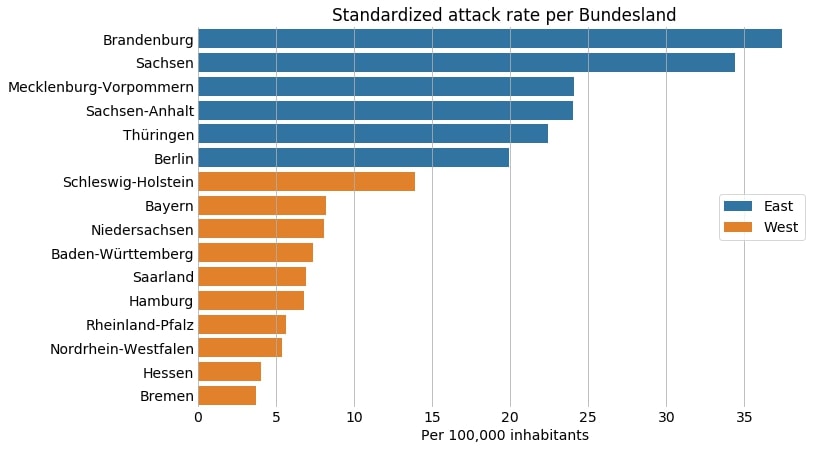 Standardized attack rate per Bundesland
Brandenburg
Sachsen
Mecklenburg-Vorpommern
Sachsen-Anhalt
Thüringen
Berlin
Schleswig-Holstein
Bayern
Niedersachsen
Baden-Württemberg
Saarland
Hamburg
Rheinland-Pfalz
Nordrhein-Westfalen
Hessen
Bremen
East
West
0 5 10 15 20 25 30 35
Per 100,000 inhabitants